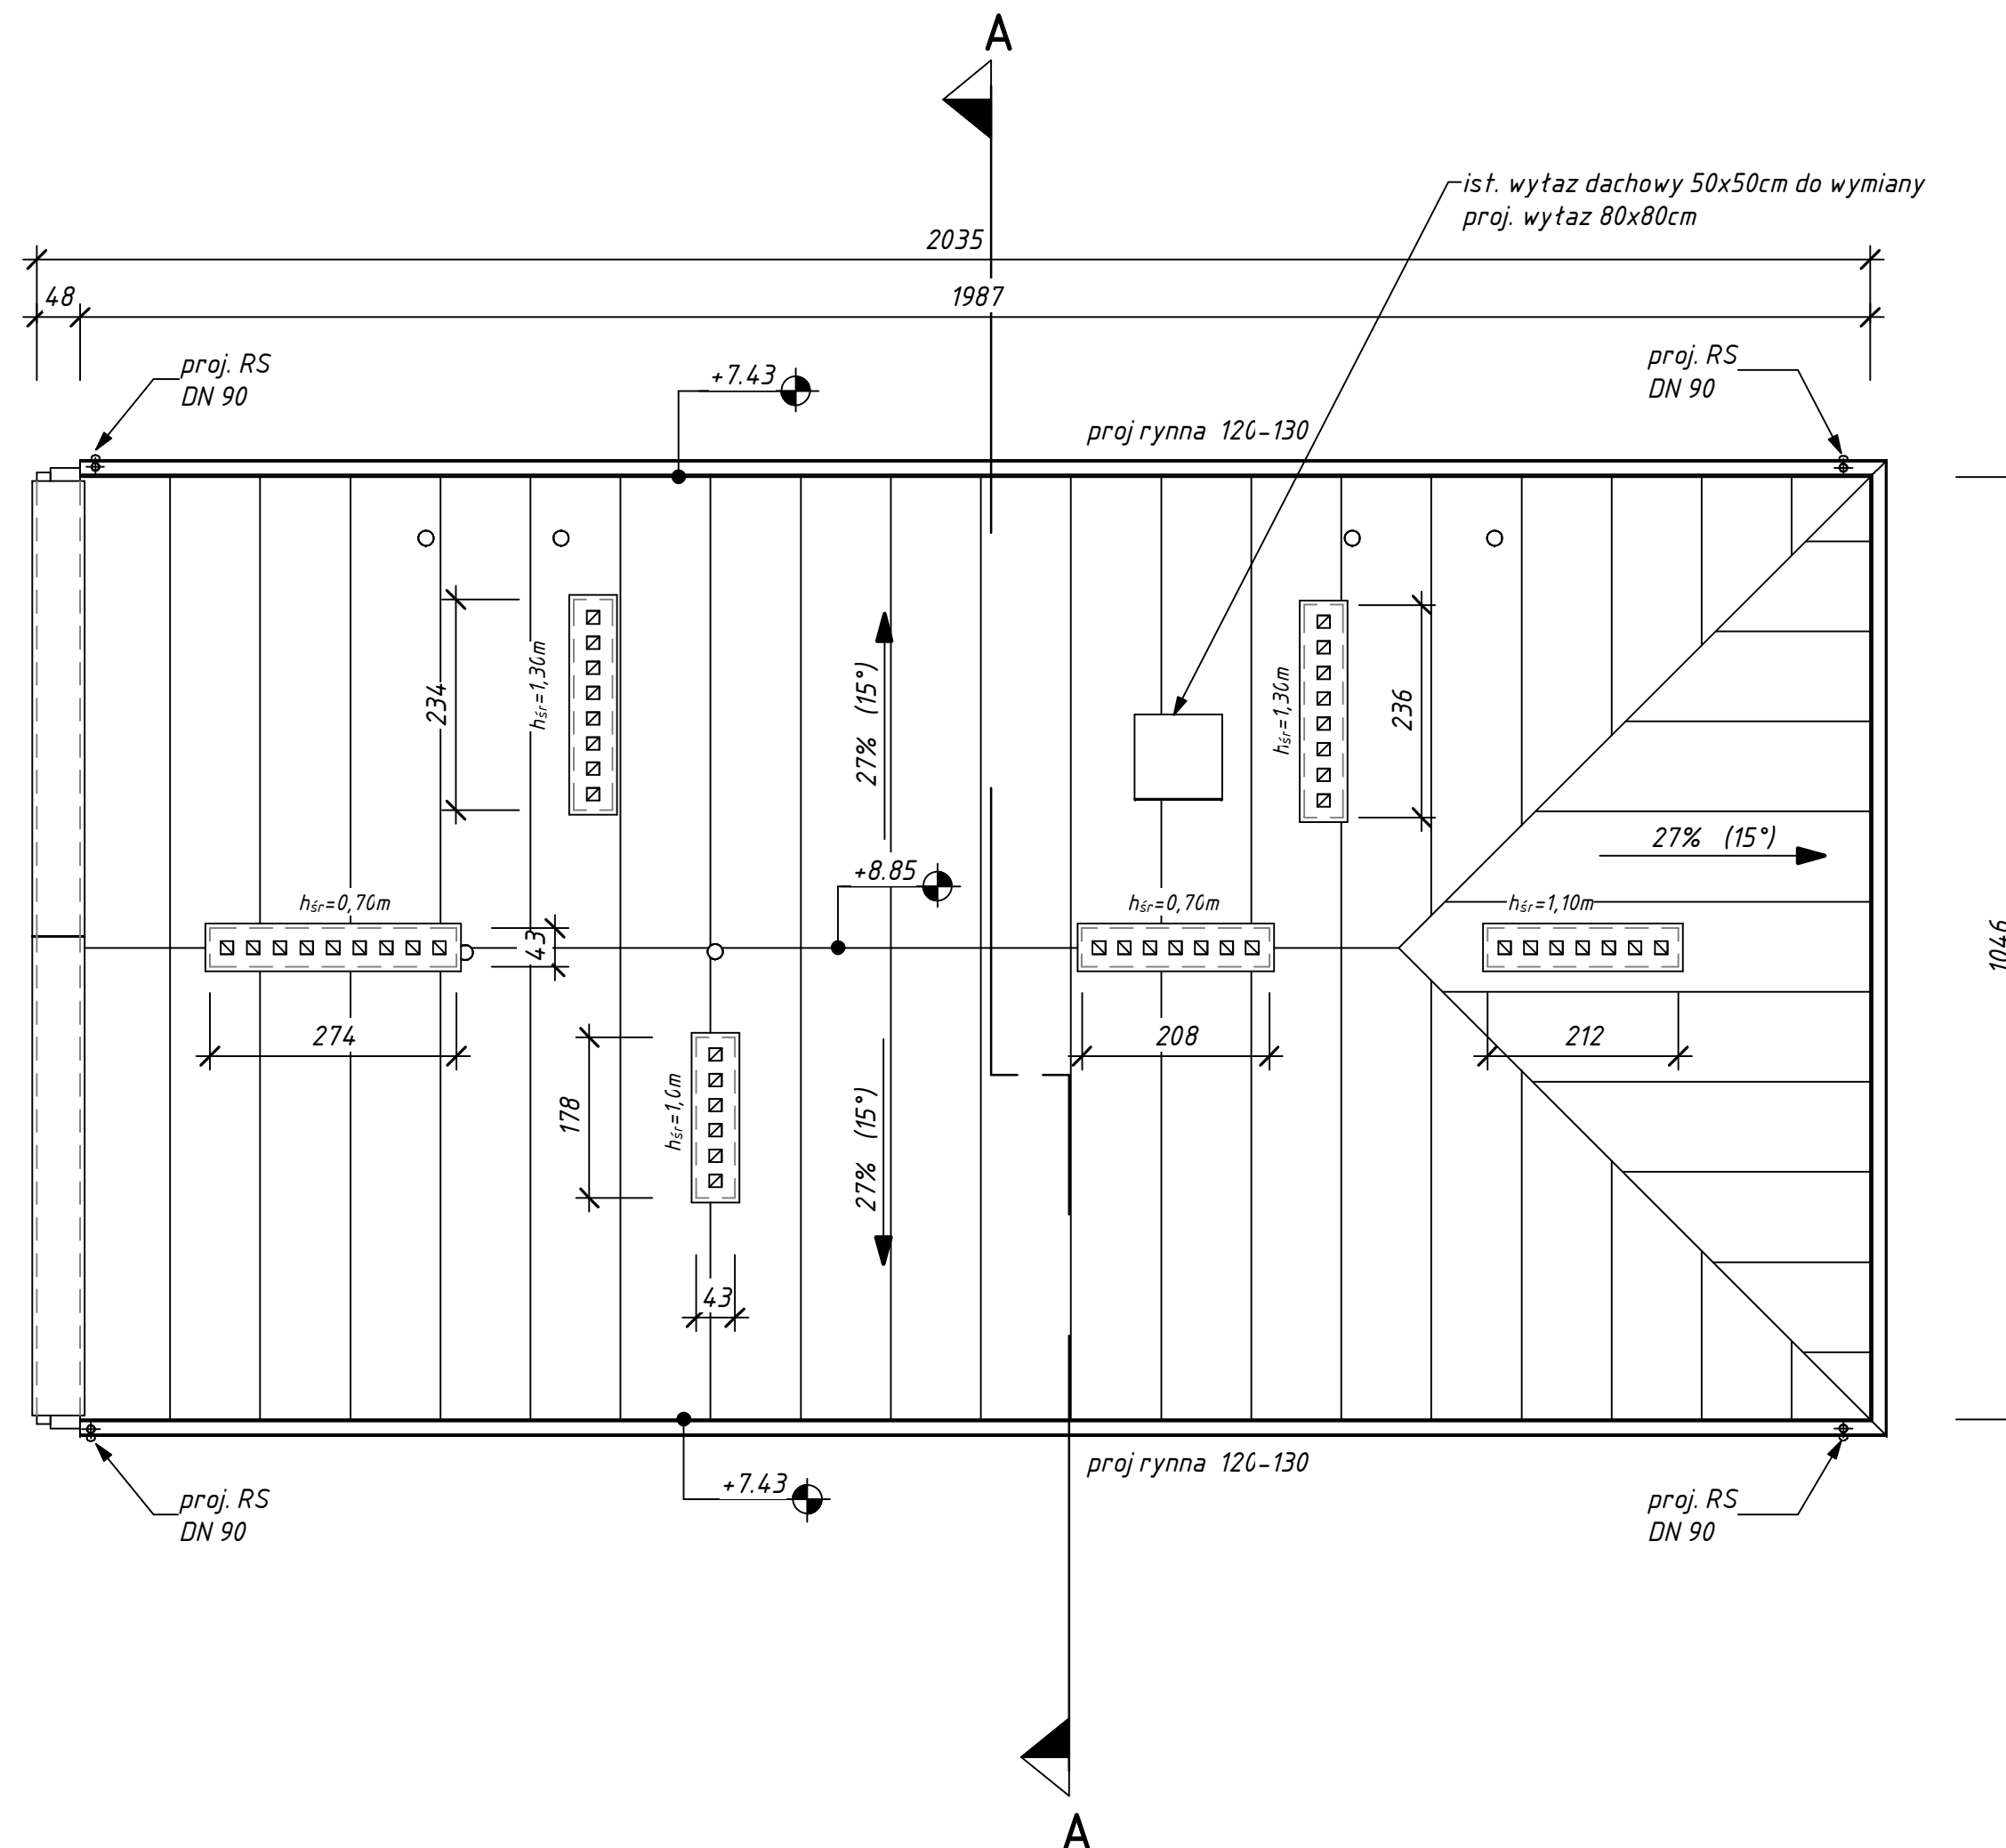 A
ist. wyłaz dachowy 50x50cm do wymiany
proj. wyłaz 80x80cm
2035
48
1987
proj. RS
DN 90
+7.43
proj. RS
DN 90
proj rynna 120-130
234
hśr=1,30m
27% (15°)
hśr=1,30m
236
27% (15°)
+8.85
hśr=0,70m
43
hśr=0,70m
hśr=1,10m
1046
274
208
212
178
hśr=1,0m
27% (15°)
43
proj rynna 120-130
+7.43
proj. RS
DN 90
proj. RS
DN 90
A